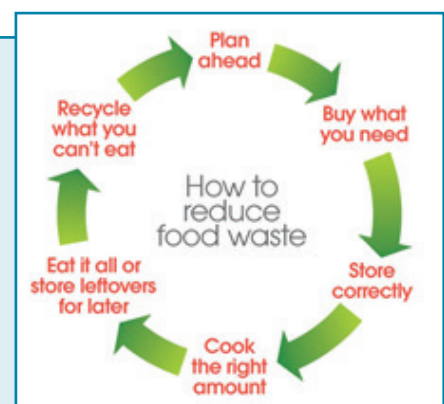 How to
reduce
food waste
Plan
ahead
Buy what
you need
Store
correctly
Cook
the right
amount
Eat it all or
store leftovers
for later
Recycle
what you
can't eat